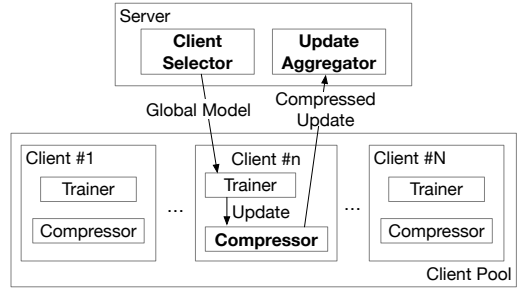 Server
Client
Selector
Update
Aggregator
Global Model
Compressed
Update
Client #1
Trainer
Compressor
...
Client #n
Trainer
Update
Compressor
...
Client #N
Trainer
Compressor
Client Pool